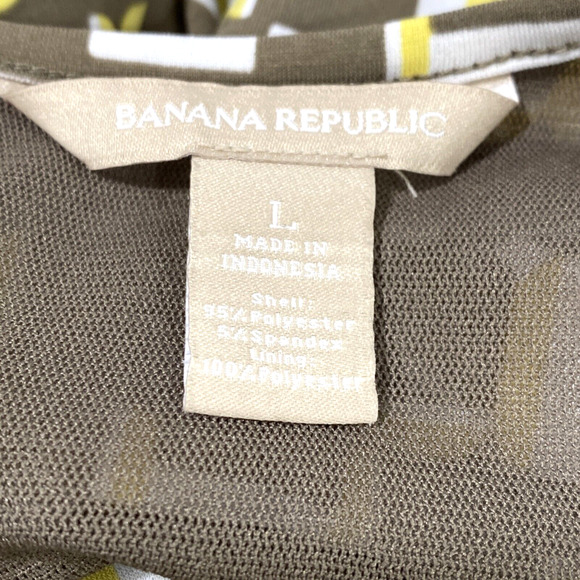 BANANA REPUBLIC
L
MADE IN
INDONESIA
Shell:
95% Polyester
5% Spandex
Lining:
100% Polyester